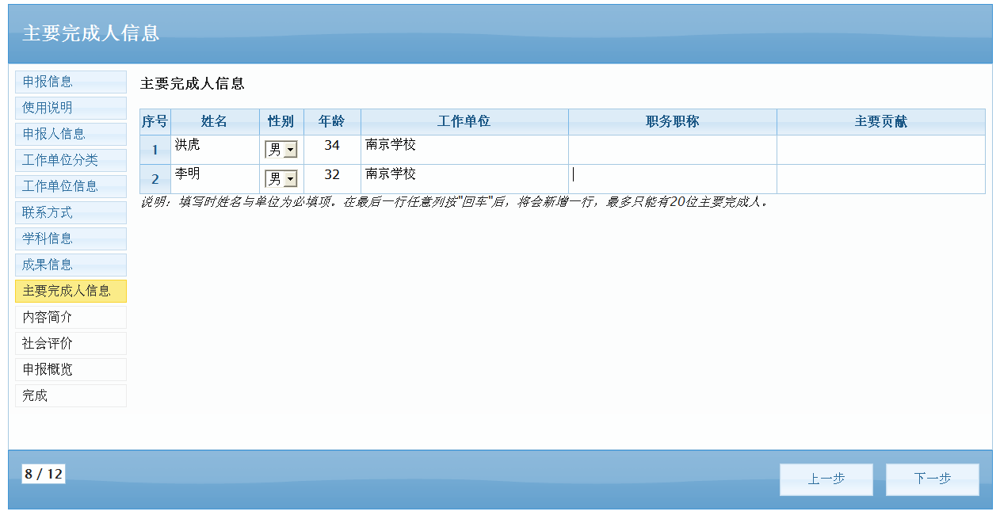 主要完成人信息
申报信息
使用说明
申报人信息
工作单位分类
工作单位信息
联系方式
学科信息
成果信息
主要完成人信息
内容简介
社会评价
申报概览
完成
主要完成人信息
序号 姓名 性别 年龄 工作单位 职务职称 主要贡献
1 洪虎 男 34 南京学校
2 李明 男 32 南京学校
说明：填写时姓名与单位为必填项。在最后一行任意列按"回车"后，将会新增一行，最多只能有20位主要完成人。
8 / 12
上一步 下一步